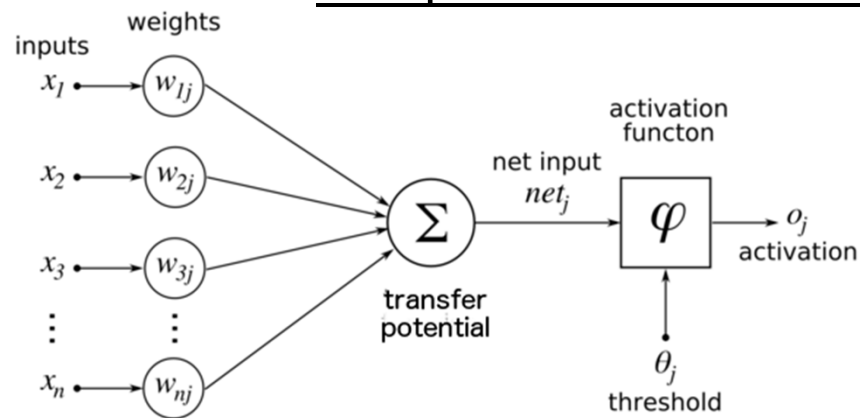 weights
inputs
x1
w1j
x2
w2j
x3
w3j
⋮
⋮
xn
wnj
Σ
transfer
potential
net input
netj
activation
functon
φ
oj
activation
θj
threshold